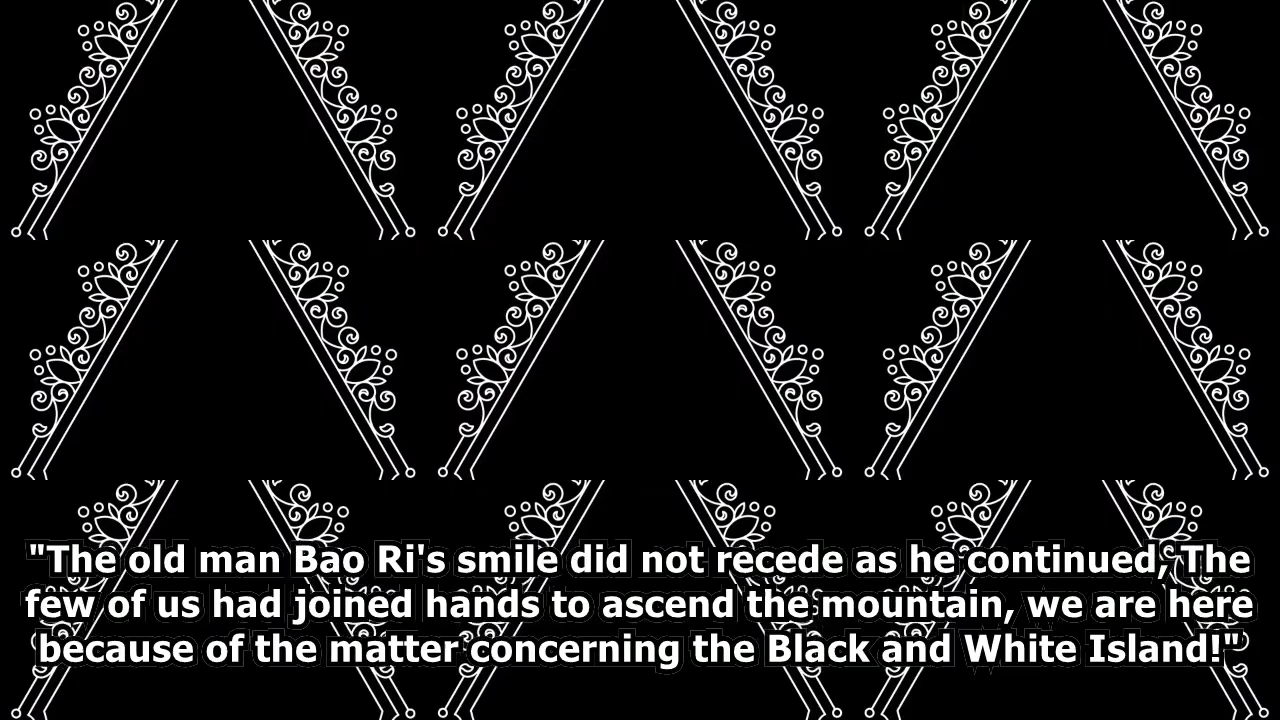 "The old man Bao Ri's smile did not recede as he continued, The
few of us had joined hands to ascend the mountain, we are here
because of the matter concerning the Black and White Island!"